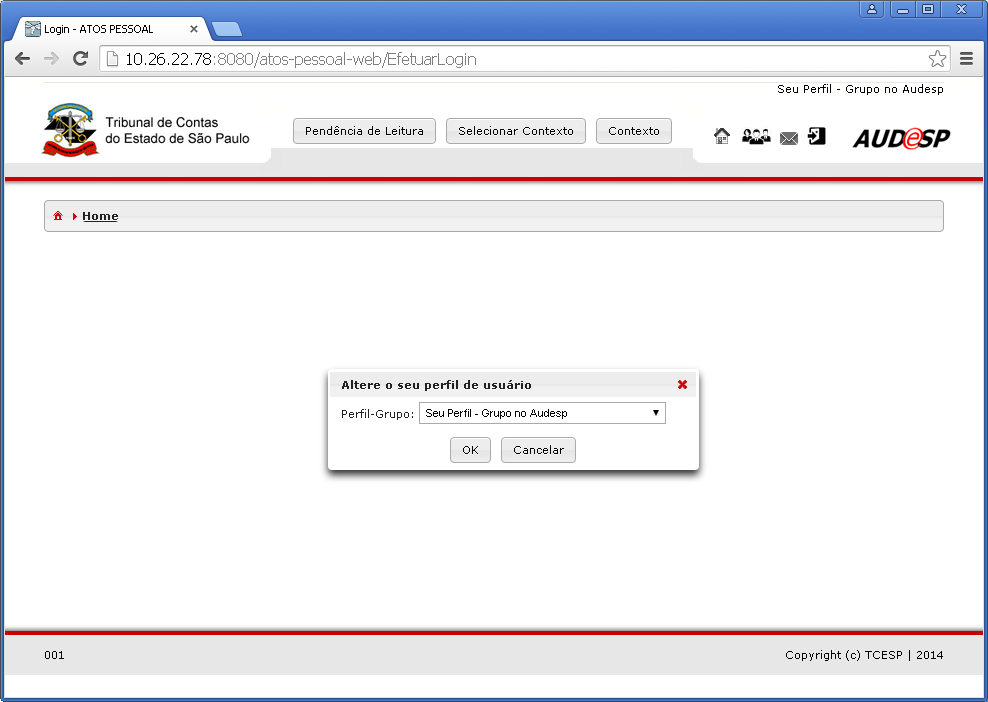 Login - ATOS PESSOAL
10.26.22.78:8080/atos-pessoal-web/EfetuarLogin
Seu Perfil - Grupo no Audesp
Tribunal de Contas
do Estado de São Paulo
Pendência de Leitura
Selecionar Contexto
Contexto
AUDeSP
Home
Altere o seu perfil de usuário
Perfil-Grupo:
Seu Perfil - Grupo no Audesp
OK
Cancelar
001
Copyright (c) TCESP | 2014